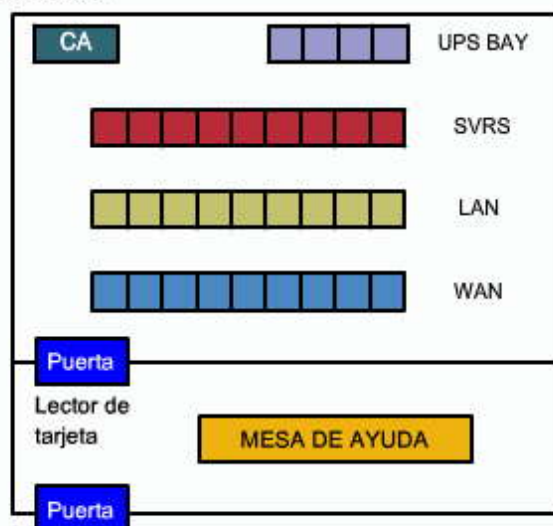 CA
UPS BAY
SVRS
LAN
WAN
Puerta
Lector de
tarjeta
MESA DE AYUDA
Puerta